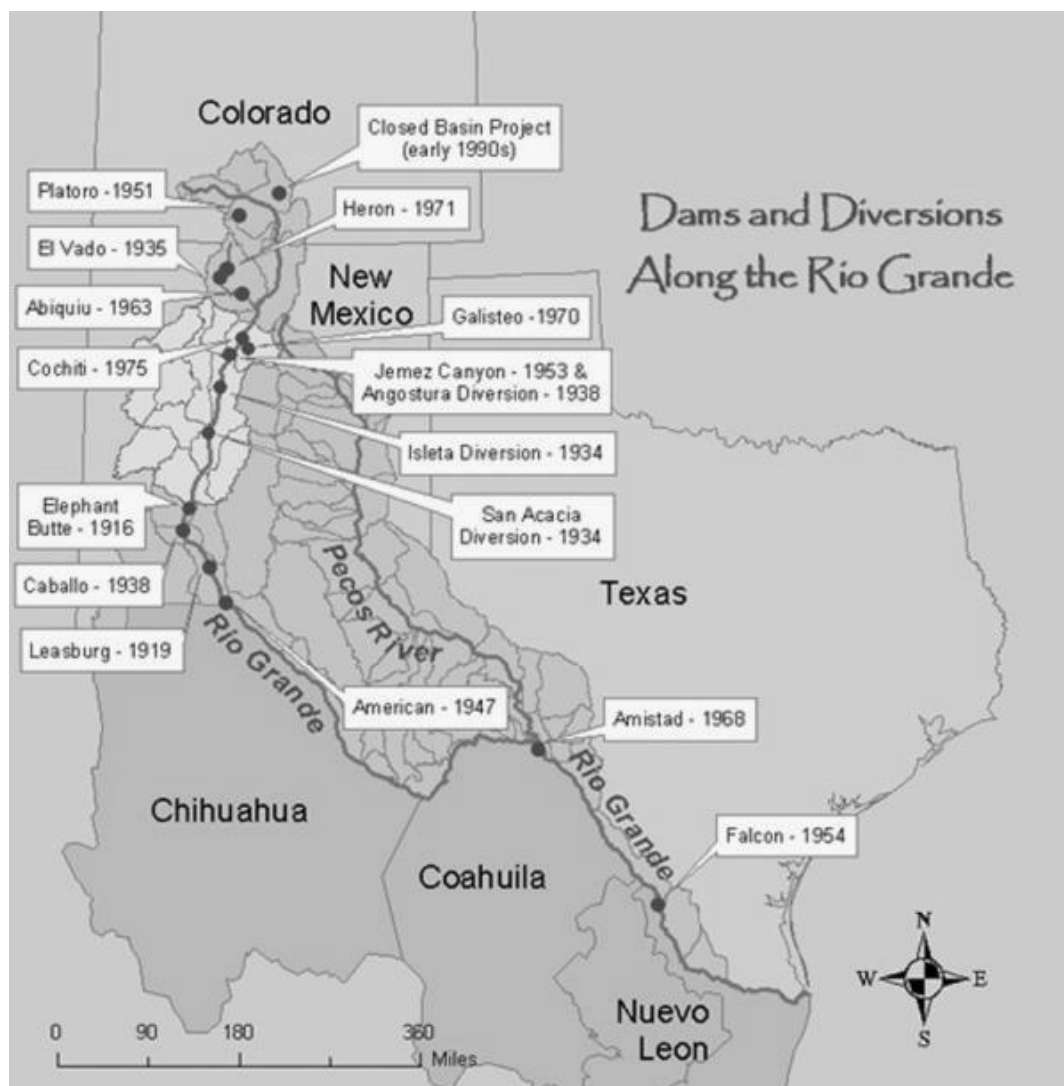 Colorado
Closed Basin Project
(early 1990s)
Platoro - 1951
Heron - 1971
Dams and Diversions
Along the Rio Grande
El Vado - 1935
New
Mexico
Abiquiu - 1963
Galisteo - 1970
Cochiti - 1975
Jemez Canyon - 1953 &
Angostura Diversion - 1938
Isleta Diversion - 1934
Elephant
Butte - 1916
San Acacia
Diversion - 1934
Pecos River
Caballo - 1938
Texas
Leasburg - 1919
Rio Grande
American - 1947
Amistad - 1968
Rio Grande
Chihuahua
Falcon - 1954
Coahuila
N
W
E
S
Nuevo
Leon
0 90 180 360
Miles